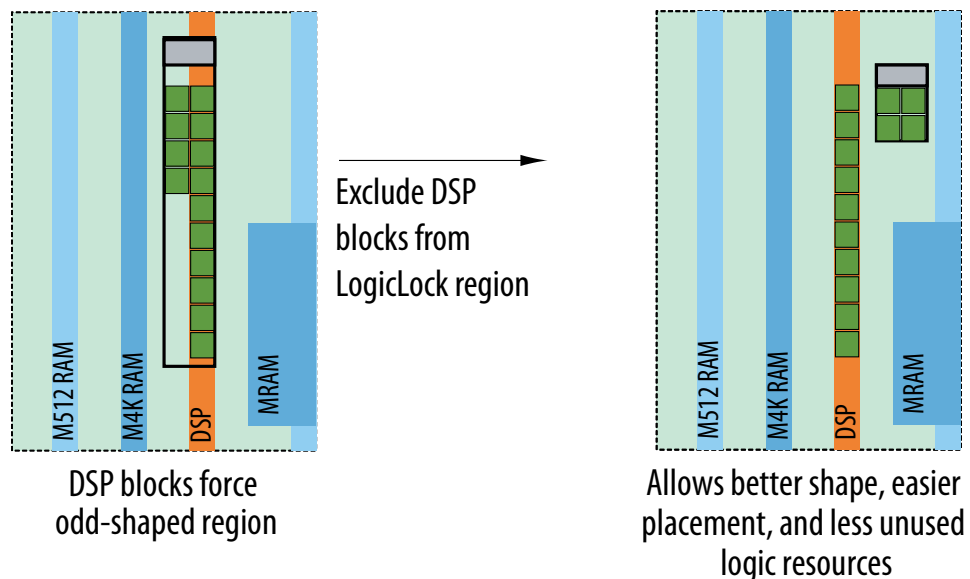 M512 RAM
M4K RAM
DSP
MRAM
DSP blocks force
odd-shaped region
Exclude DSP
blocks from
LogicLock region
M512 RAM
M4K RAM
DSP
MRAM
Allows better shape, easier
placement, and less unused
logic resources